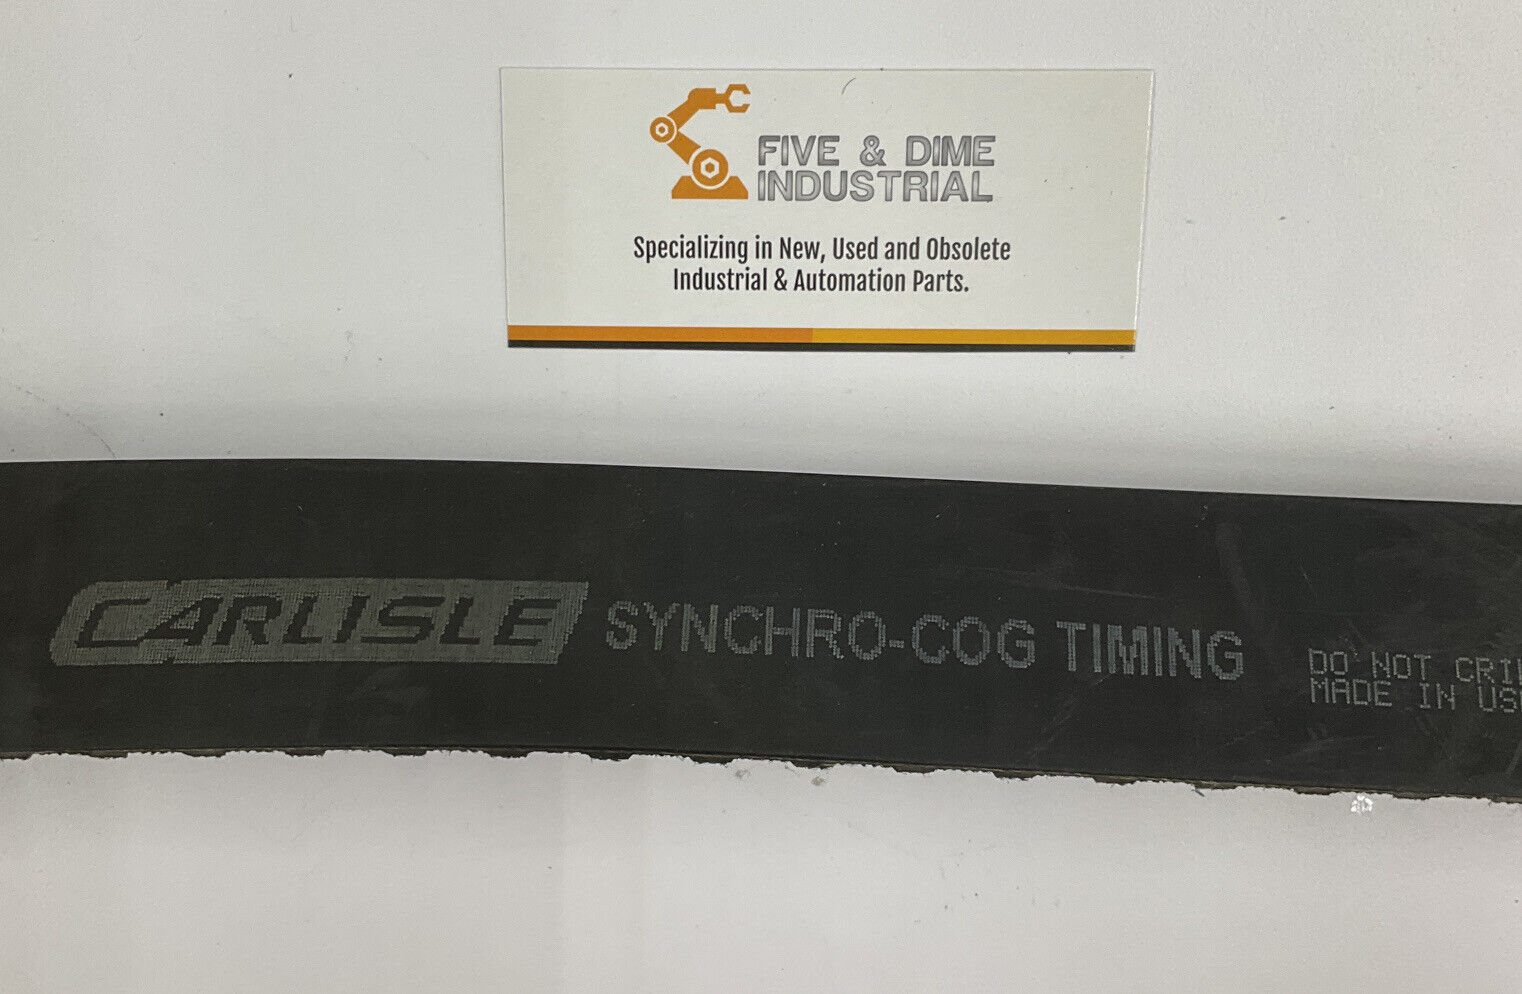 FIVE & DIME
INDUSTRIAL
Specializing in New, Used and Obsolete
Industrial & Automation Parts.
CARLISLE SYNCHRO-COG TIMING
DO NOT
MADE IN